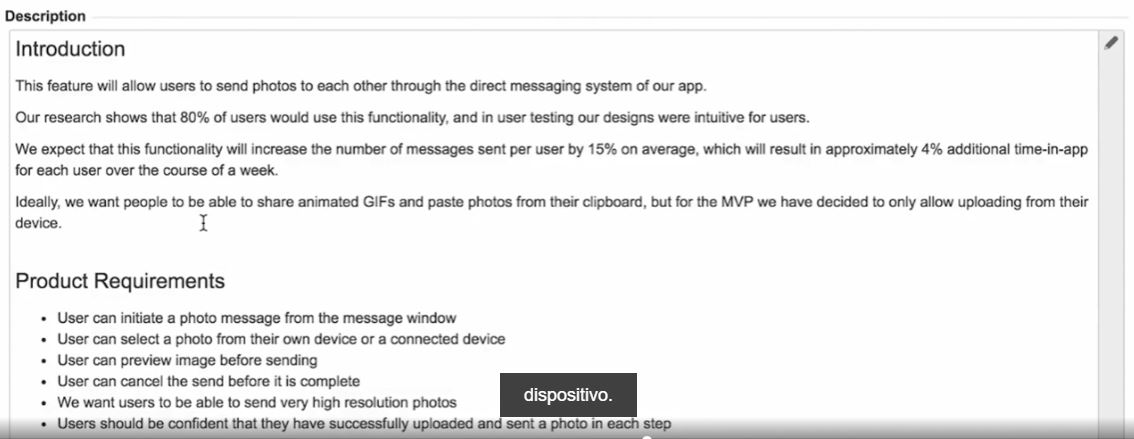 Description
Introduction
This feature will allow users to send photos to each other through the direct messaging system of our app.
Our research shows that 80% of users would use this functionality, and in user testing our designs were intuitive for users.
We expect that this functionality will increase the number of messages sent per user by 15% on average, which will result in approximately 4% additional time-in-app
for each user over the course of a week.
Ideally, we want people to be able to share animated GIFs and paste photos from their clipboard, but for the MVP we have decided to only allow uploading from their
device.
Product Requirements
• User can initiate a photo message from the message window
• User can select a photo from their own device or a connected device
• User can preview image before sending
• User can cancel the send before it is complete
• We want users to be able to send very high resolution photos
dispositivo.
• Users should be confident that they have successfully uploaded and sent a photo in each step